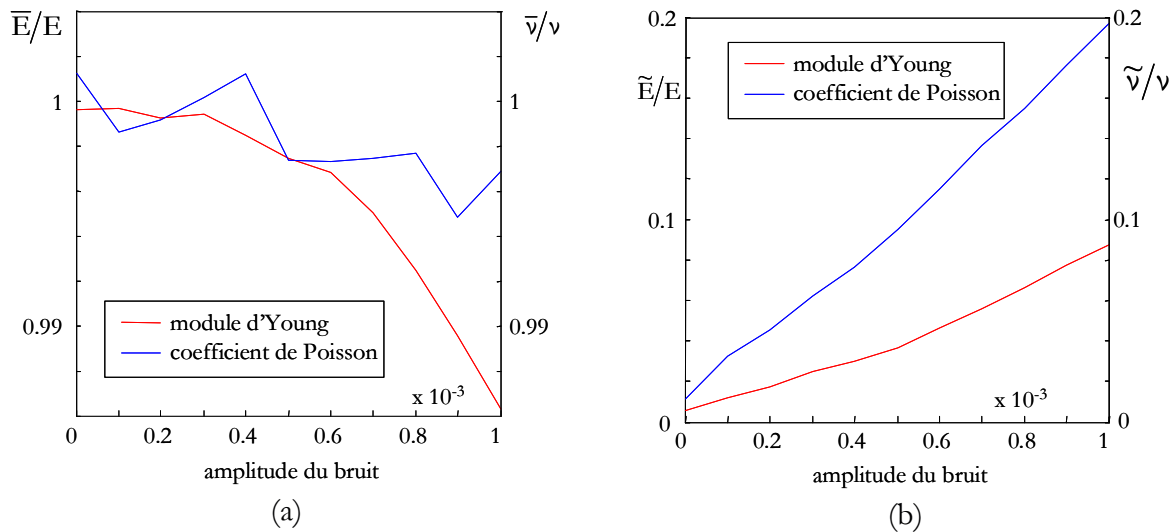 E̅/E
ν̅/ν
1
1
0.99
0.99
module d'Young
coefficient de Poisson
x 10-3
0
0.2
0.4
0.6
0.8
1
amplitude du bruit
(a)
0.2
0.2
Ẽ/E
ν̃/ν
module d'Young
coefficient de Poisson
0.1
0.1
0
0
x 10-3
0
0.2
0.4
0.6
0.8
1
amplitude du bruit
(b)